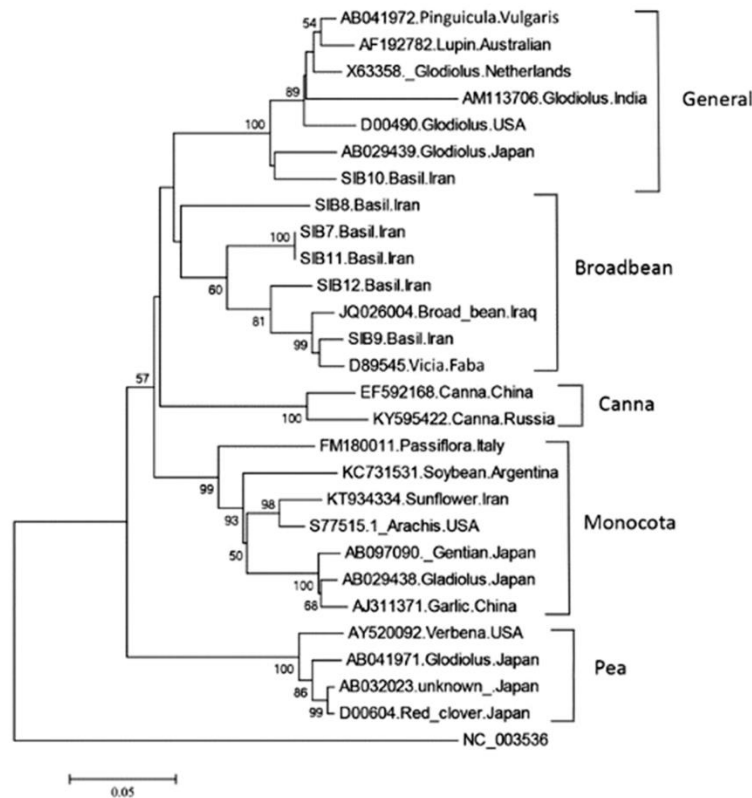 54
AB041972.Pinguicula.Vulgaris
AF192782.Lupin.Australian
X63358._Glodiolus.Netherlands
89
AM113706.Glodiolus.India
General
100
D00490.Glodiolus.USA
AB029439.Glodiolus.Japan
SIB10.Basil.Iran
SIB8.Basil.Iran
100
SIB7.Basil.Iran
SIB11.Basil.Iran
Broadbean
60
SIB12.Basil.Iran
81
JQ026004.Broad_bean.Iraq
99
SIB9.Basil.Iran
D89545.Vicia.Faba
57
EF592168.Canna.China
Canna
100
KY595422.Canna.Russia
FM180011.Passiflora.Italy
99
KC731531.Soybean.Argentina
98
KT934334.Sunflower.Iran
93
S77515.1_Arachis.USA
Monocota
50
AB097090._Gentian.Japan
100
AB029438.Gladiolus.Japan
68
AJ311371.Garlic.China
AY520092.Verbena.USA
100
AB041971.Glodiolus.Japan
Pea
86
AB032023.unknown_.Japan
99
D00604.Red_clover.Japan
NC_003536
0.05